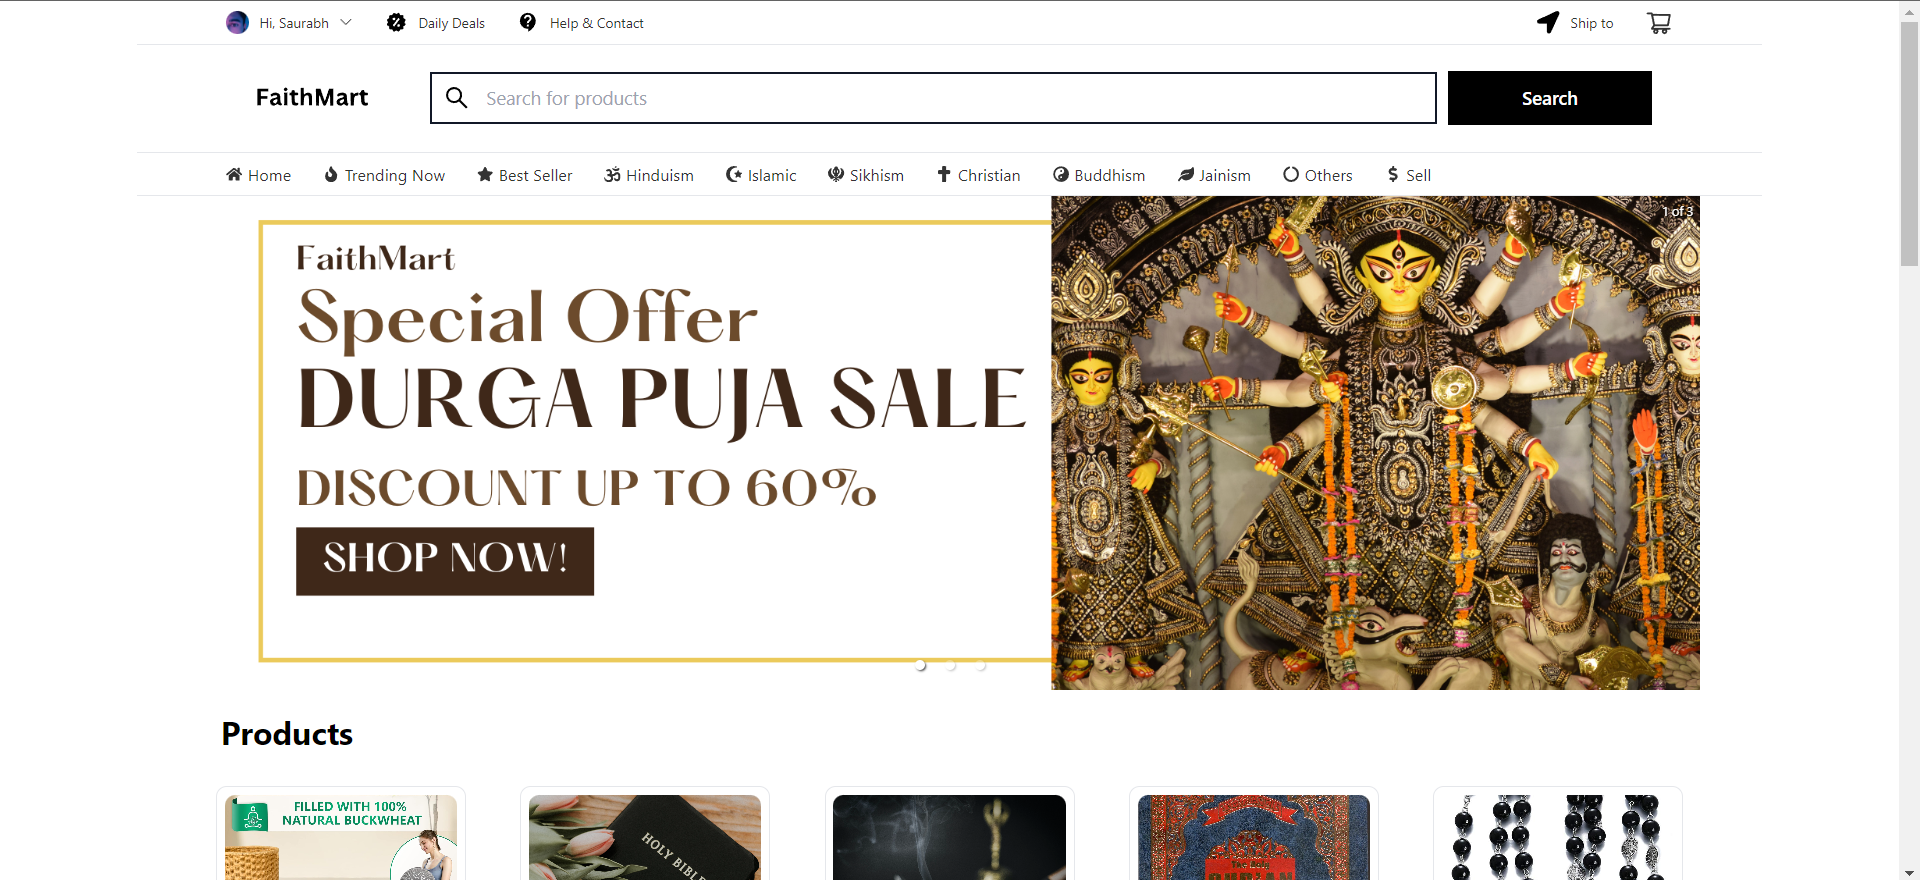 Hi, Saurabh
Daily Deals
Help & Contact
Ship to
FaithMart
Search for products
Search
Home
Trending Now
Best Seller
ॐ Hinduism
Islamic
Sikhism
Christian
Buddhism
Jainism
Others
$ Sell
FaithMart
Special Offer
DURGA PUJA SALE
DISCOUNT UP TO 60%
SHOP NOW!
1 of 3
Products
FILLED WITH 100%
NATURAL BUCKWHEAT
HOLY BIBLE